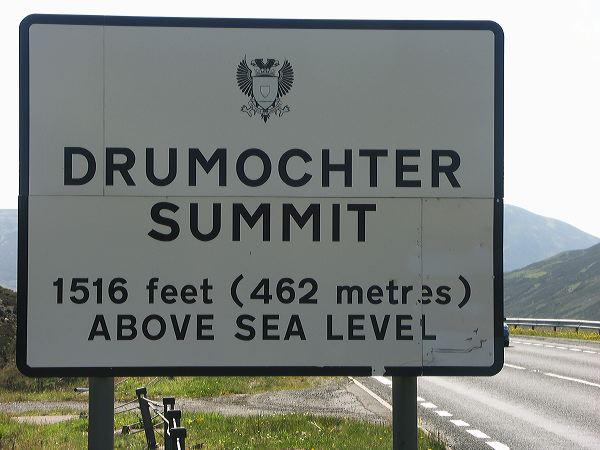 DRUMOCHTER
SUMMIT
1516 feet (462 metres)
ABOVE SEA LEVEL